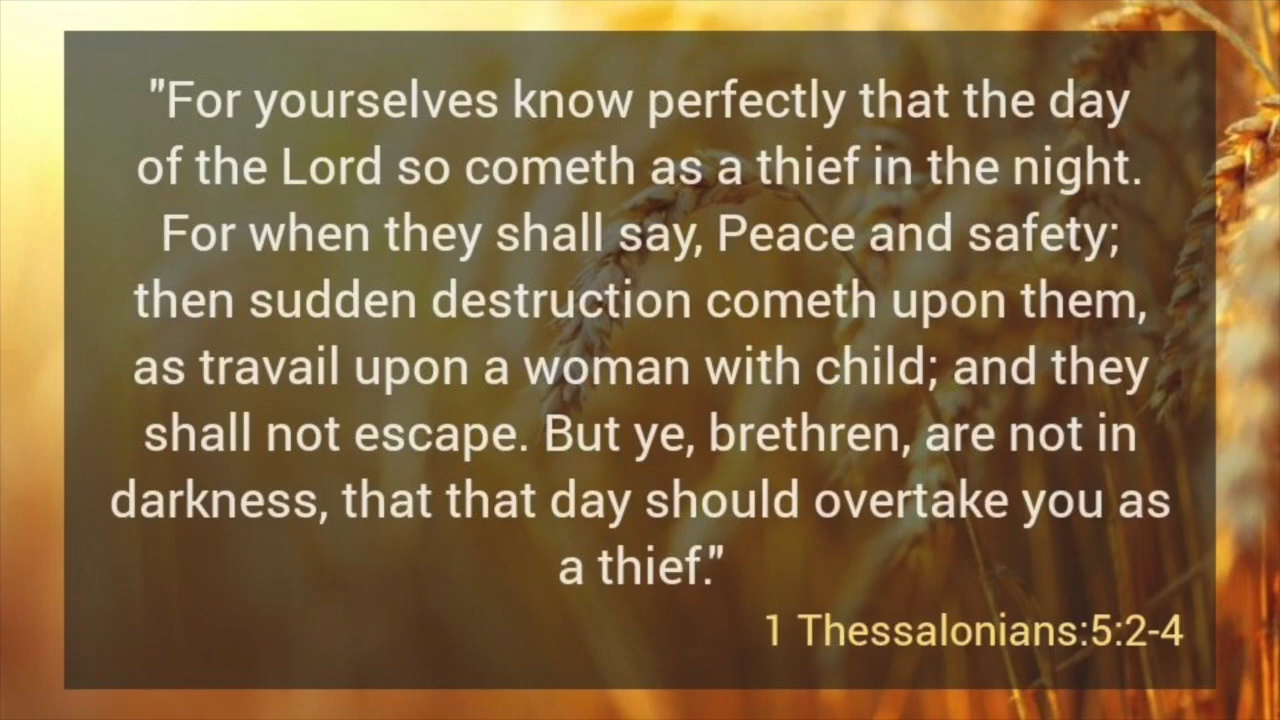 "For yourselves know perfectly that the day
of the Lord so cometh as a thief in the night.
For when they shall say, Peace and safety;
then sudden destruction cometh upon them,
as travail upon a woman with child; and they
shall not escape. But ye, brethren, are not in
darkness, that that day should overtake you as
a thief."
1 Thessalonians:5:2-4